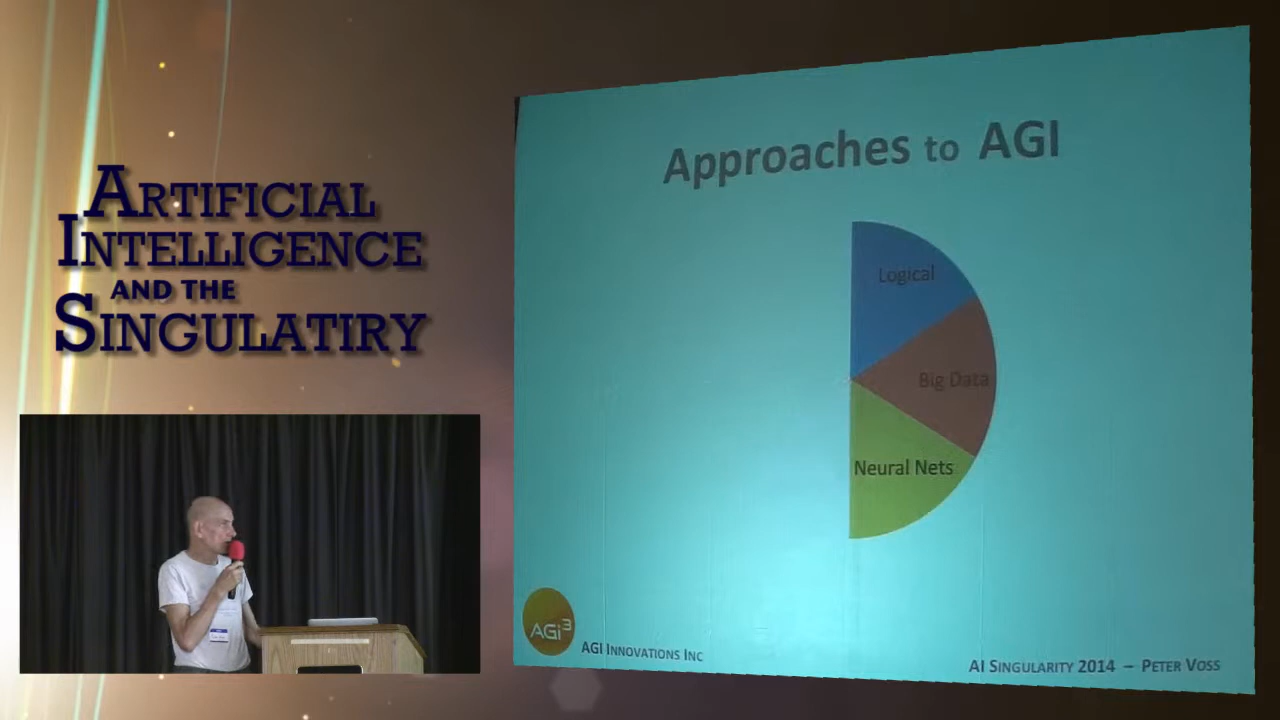 ARTIFICIAL
INTELLIGENCE
AND THE
SINGULATIRY
Approaches to AGI
Logical
Big Data
Neural Nets
AGi3
AGI INNOVATIONS INC
AI SINGULARITY 2014 – PETER VOSS